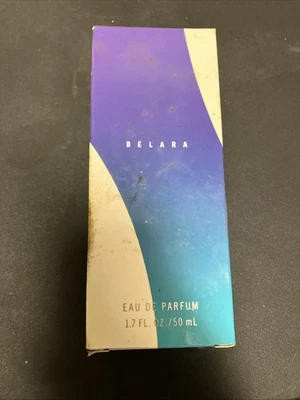 BELARA
EAU DE PARFUM
1.7 FL. OZ./50 mL